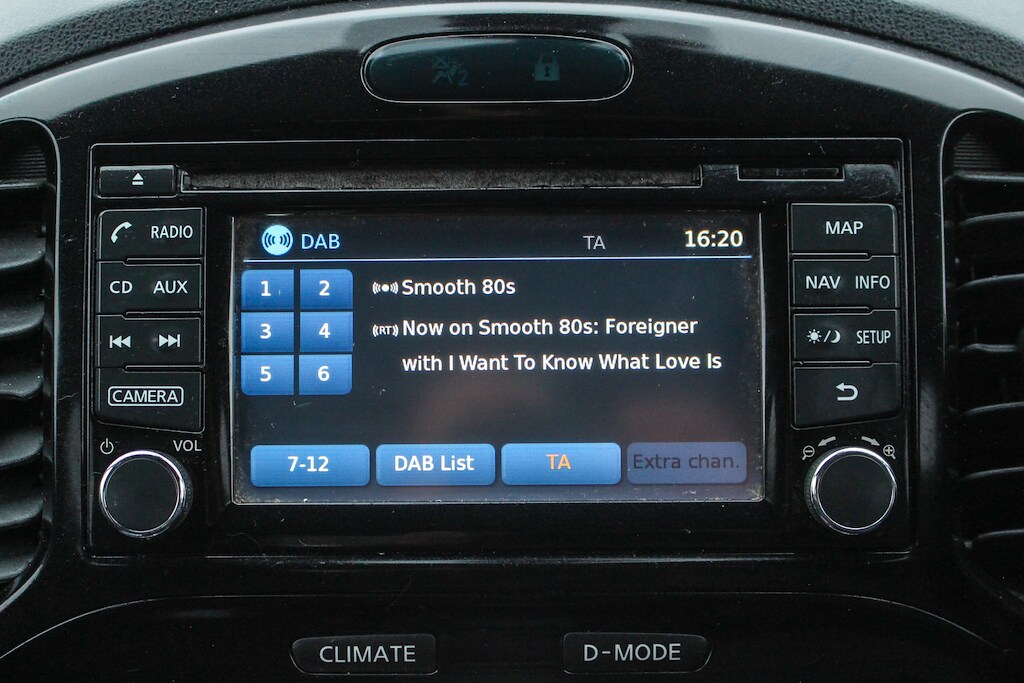 2
RADIO
CD AUX
CAMERA
VOL
DAB
TA
16:20
1 2
3 4
5 6
Smooth 80s
(RT) Now on Smooth 80s: Foreigner
with I Want To Know What Love Is
7-12
DAB List
TA
Extra chan.
MAP
NAV INFO
SETUP
CLIMATE
D-MODE